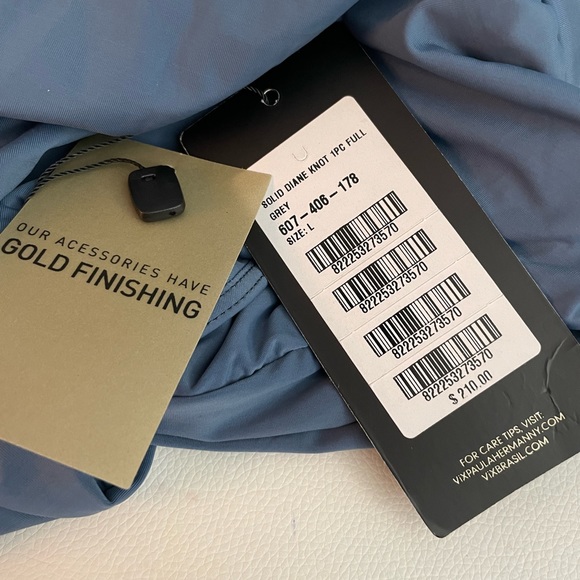 OUR ACESSORIES HAVE
GOLD FINISHING
SOLID DIANE KNOT 1PC FULL
GREY
607-406-178
SIZE: L
822253273570
822253273570
822253273570
822253273570
$ 210.00
FOR CARE TIPS, VISIT:
ViXPAULAHERMANNY.COM
ViXBRASIL.COM